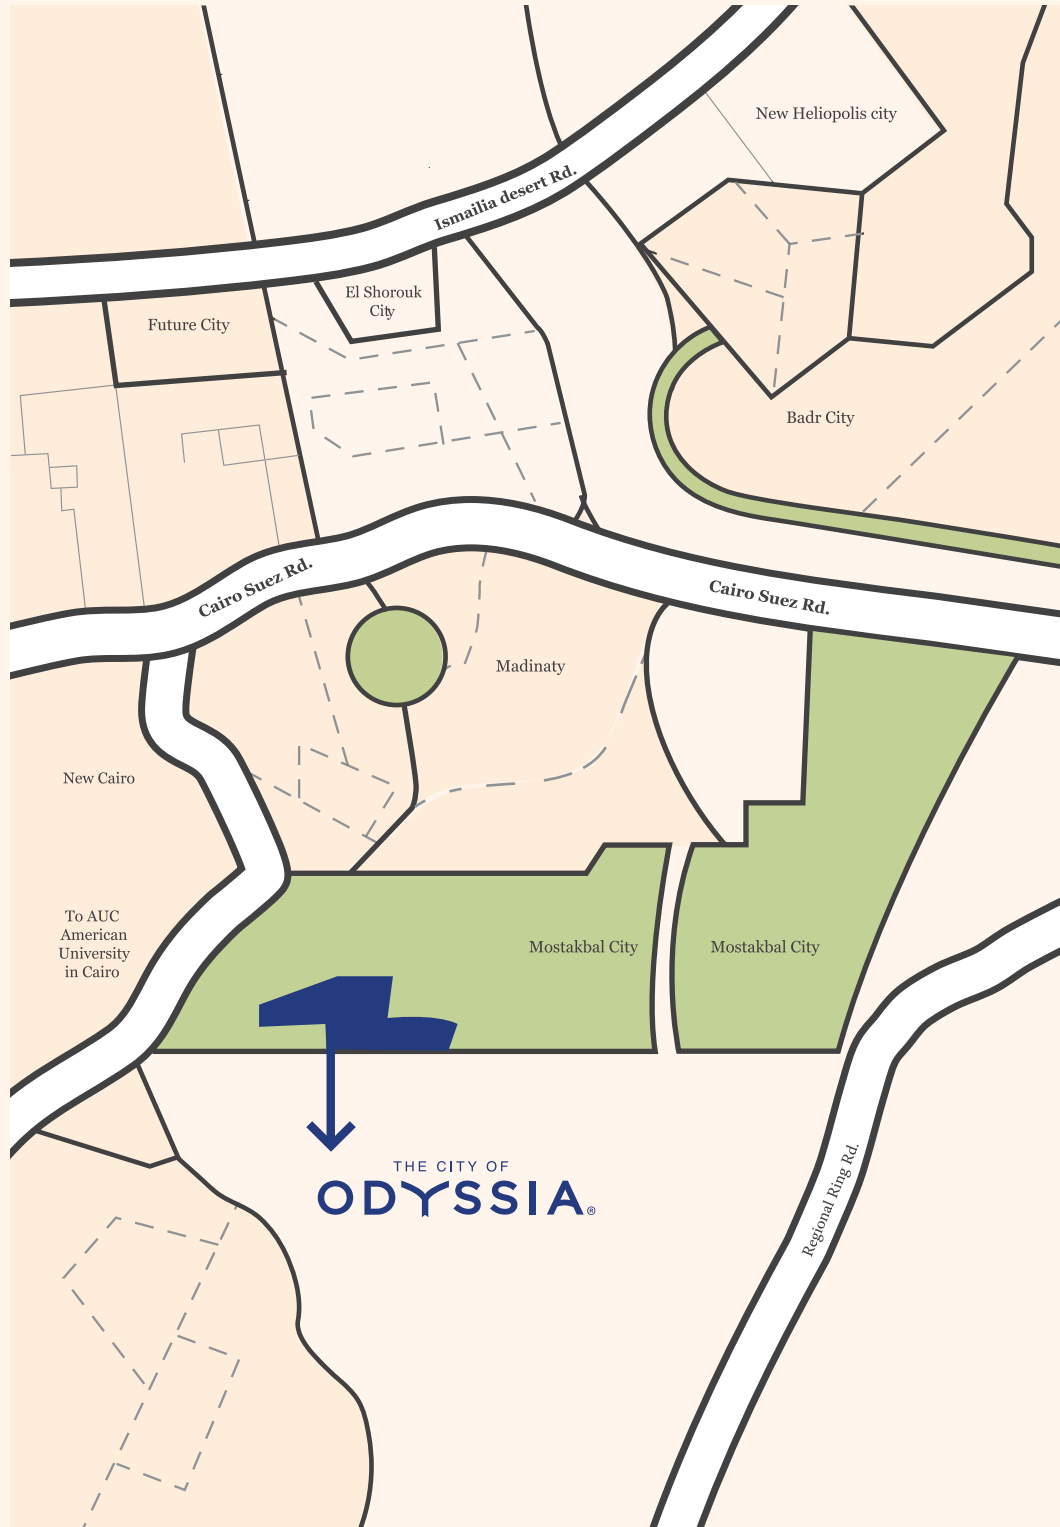 New Heliopolis city
Ismailia desert Rd.
El Shorouk
City
Future City
Badr City
Cairo Suez Rd.
Cairo Suez Rd.
Madinaty
New Cairo
To AUC
American
University
in Cairo
Mostakbal City
Mostakbal City
THE CITY OF
ODYSSIA®
Regional Ring Rd.